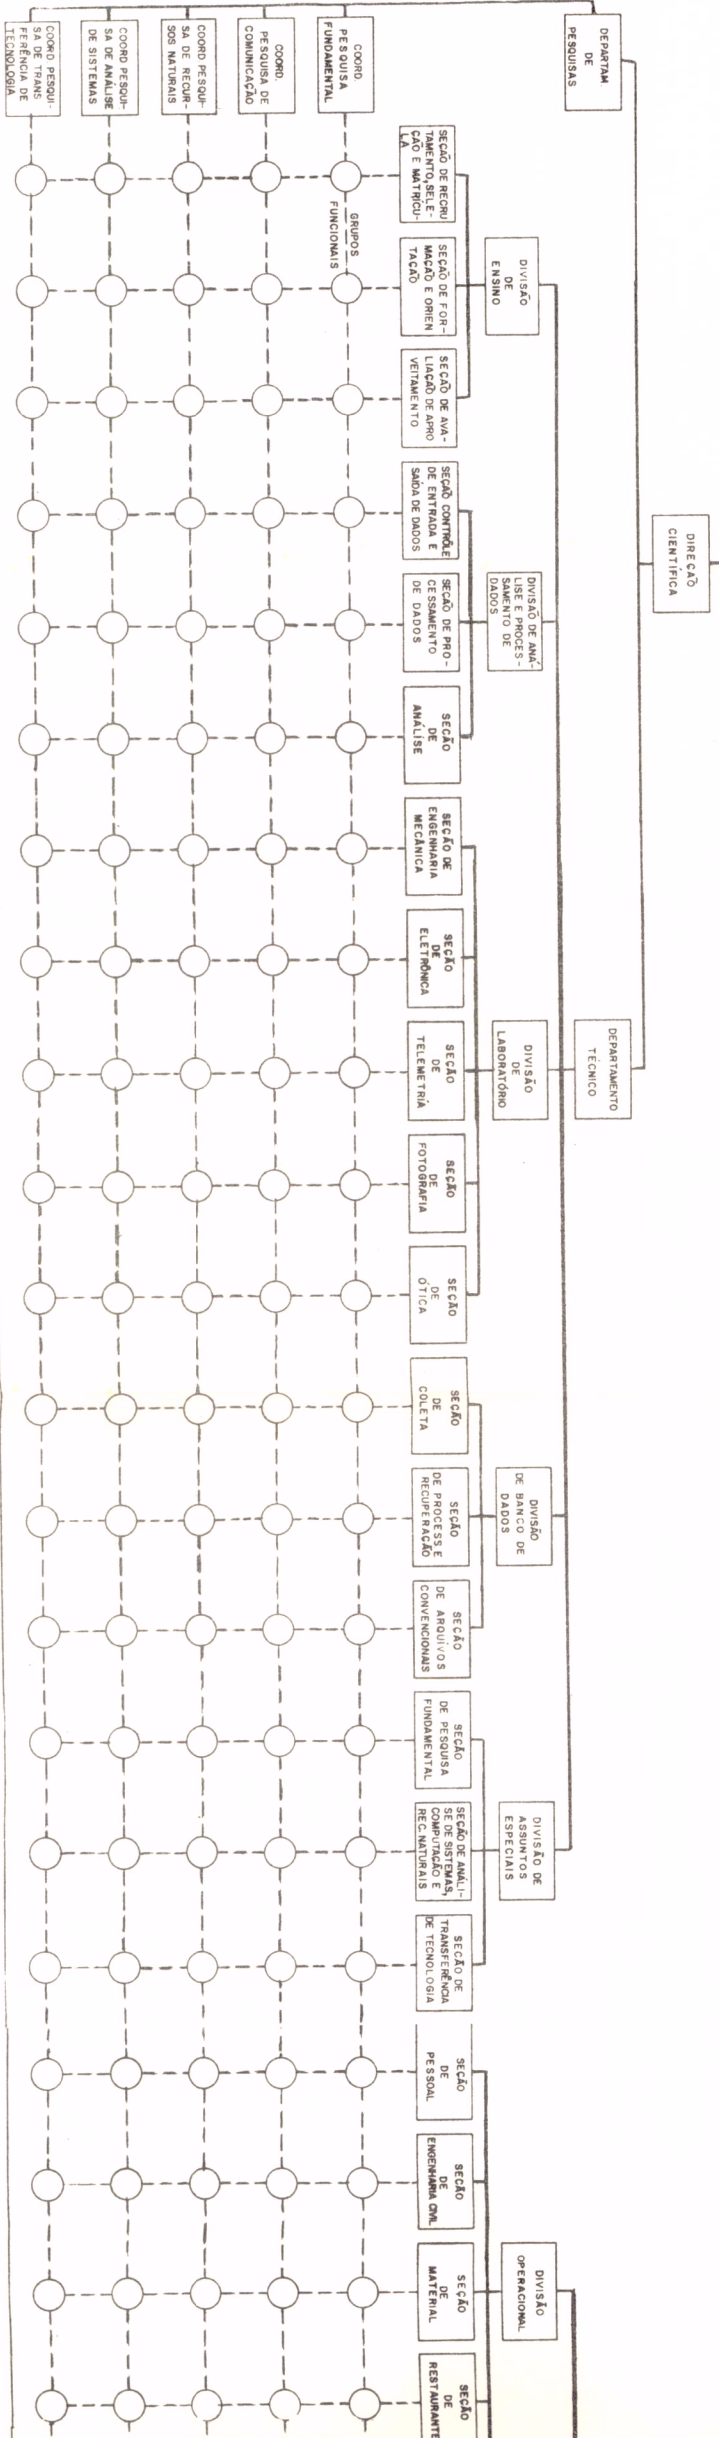 DIREÇÃO
CIENTÍFICA
DEPARTAM
DE
PESQUISAS
DEPARTAMENTO
TÉCNICO
DIVISÃO
DE
ENSINO
DIVISÃO DE ANÁ-
LISE E PROCES-
SAMENTO DE
DADOS
DIVISÃO
DE
LABORATÓRIO
DIVISÃO
DE BANCO DE
DADOS
DIVISÃO DE
ASSUNTOS
ESPECIAIS
DIVISÃO
OPERACIONAL
SEÇÃO DE RECRU
TAMENTO, SELE-
ÇÃO E MATRÍCU-
LA
SEÇÃO DE FOR-
MAÇÃO E ORIEN
TAÇÃO
SEÇÃO DE AVA-
LIAÇÃO DE APRO
VEITAMENTO
SEÇÃO CONTRÔLE
DE ENTRADA E
SAÍDA DE DADOS
SEÇÃO DE PRO-
CESSAMENTO
DE DADOS
SEÇÃO
DE
ANÁLISE
SEÇÃO DE
ENGENHARIA
MECÂNICA
SEÇÃO
DE
ELETRÔNICA
SEÇÃO
DE
TELEMETRÍA
SEÇÃO
DE
FOTOGRAFIA
SEÇÃO
DE
ÓTICA
SEÇÃO
DE
COLETA
SEÇÃO
DE PROCESS E
RECUPERAÇÃO
SEÇÃO
DE ARQUÍVOS
CONVENCIONAIS
SEÇÃO
DE PESQUISA
FUNDAMENTAL
SEÇÃO DE ANÁLI-
SE DE SISTEMAS,
COMPUTAÇÃO E
REC. NATURAIS
SEÇÃO DE
TRANSFERÊNCIA
DE TECNOLOGIA
SEÇÃO
DE
PESSOAL
SEÇÃO
DE
ENGENHARIA CIVIL
SEÇÃO
DE
MATERIAL
SEÇÃO
DE
RESTAURANTE
COORD.
PESQUISA
FUNDAMENTAL
GRUPOS
FUNCIONAIS
COORD.
PESQUISA DE
COMUNICAÇÃO
COORD PESQUI-
SA DE RECUR-
SOS NATURAIS
COORD PESQUI-
SA DE ANÁLISE
DE SISTEMAS
COORD PESQUI-
SA DE TRANS
FERÊNCIA DE
TECNOLOGIA